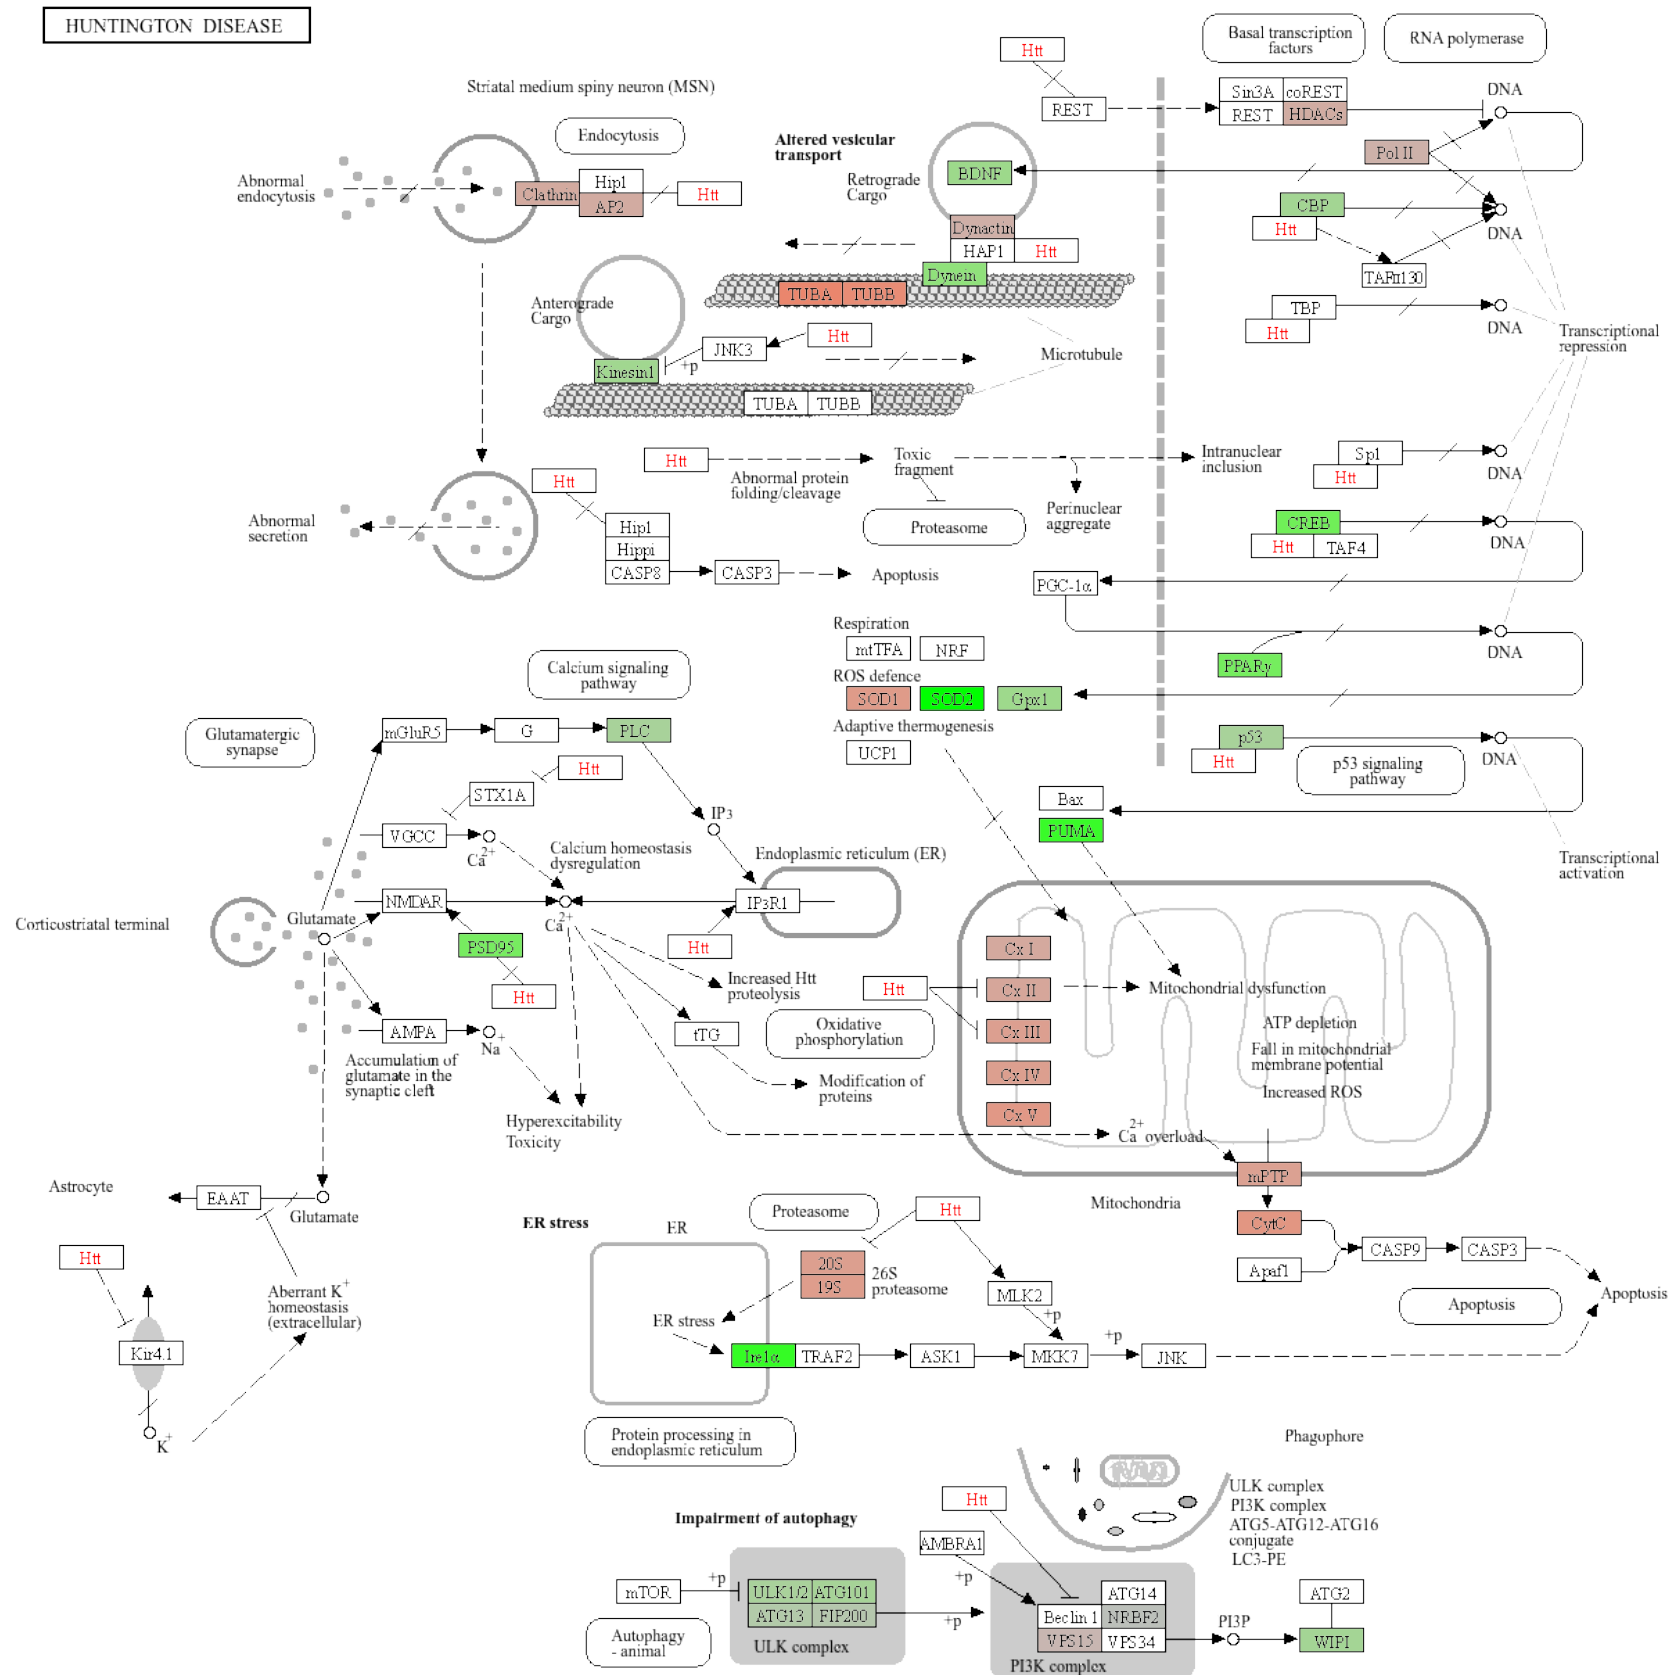 HUNTINGTON DISEASE
Striatal medium spiny neuron (MSN)
Htt
REST
Basal transcription
factors
RNA polymerase
Sin3A
coREST
REST
HDACs
DNA
Pol II
Endocytosis
Abnormal
endocytosis
Clathrin
Hip1
AP2
Htt
Altered vesicular
transport
Retrograde
Cargo
BDNF
Dynactin
HAP1
Htt
Dynein
TUBA
TUBB
CBP
Htt
DNA
TAFII130
TBP
Htt
DNA
Transcriptional
repression
Anterograde
Cargo
Kinesin1
+p
JNK3
Htt
Microtubule
TUBA
TUBB
Htt
Abnormal protein
folding/cleavage
Toxic
fragment
Intranuclear
inclusion
Perinuclear
aggregate
Proteasome
Sp1
Htt
DNA
CREB
Htt
TAF4
DNA
Abnormal
secretion
Htt
Hip1
Hippi
CASP8
CASP3
Apoptosis
PGC-1α
Respiration
mtTFA
NRF
ROS defence
SOD1
SOD2
Gpx1
Adaptive thermogenesis
UCP1
DNA
PPARγ
p53
Htt
DNA
p53 signaling
pathway
Bax
PUMA
Transcriptional
activation
Calcium signaling
pathway
Glutamatergic
synapse
mGluR5
G
PLC
Htt
STX1A
VGCC
Ca2+
IP3
Calcium homeostasis
dysregulation
Endoplasmic reticulum (ER)
IP3R1
Htt
NMDAR
Ca2+
Corticostriatal terminal
Glutamate
PSD95
Htt
AMPA
Na+
Accumulation of
glutamate in the
synaptic cleft
Increased Htt
proteolysis
tTG
Modification of
proteins
Hyperexcitability
Toxicity
Htt
Oxidative
phosphorylation
Cx I
Cx II
Cx III
Cx IV
Cx V
Mitochondrial dysfunction
ATP depletion
Fall in mitochondrial
membrane potential
Increased ROS
Ca2+ overload
mPTP
Mitochondria
CytC
Apaf1
CASP9
CASP3
Apoptosis
Apoptosis
Astrocyte
EAAT
Glutamate
Htt
Kir4.1
K+
Aberrant K+
homeostasis
(extracellular)
ER stress
ER
Proteasome
Htt
20S
19S
26S
proteasome
MLK2
+p
ER stress
Ire1α
TRAF2
ASK1
MKK7
+p
JNK
Protein processing in
endoplasmic reticulum
Phagophore
ULK complex
PI3K complex
ATG5-ATG12-ATG16
conjugate
LC3-PE
Impairment of autophagy
Htt
AMBRA1
+p
mTOR
+p
ULK1/2
ATG101
ATG13
FIP200
ULK complex
+p
ATG14
Beclin 1
NRBF2
VPS15
VPS34
PI3K complex
PI3P
ATG2
WIPI
Autophagy
- animal